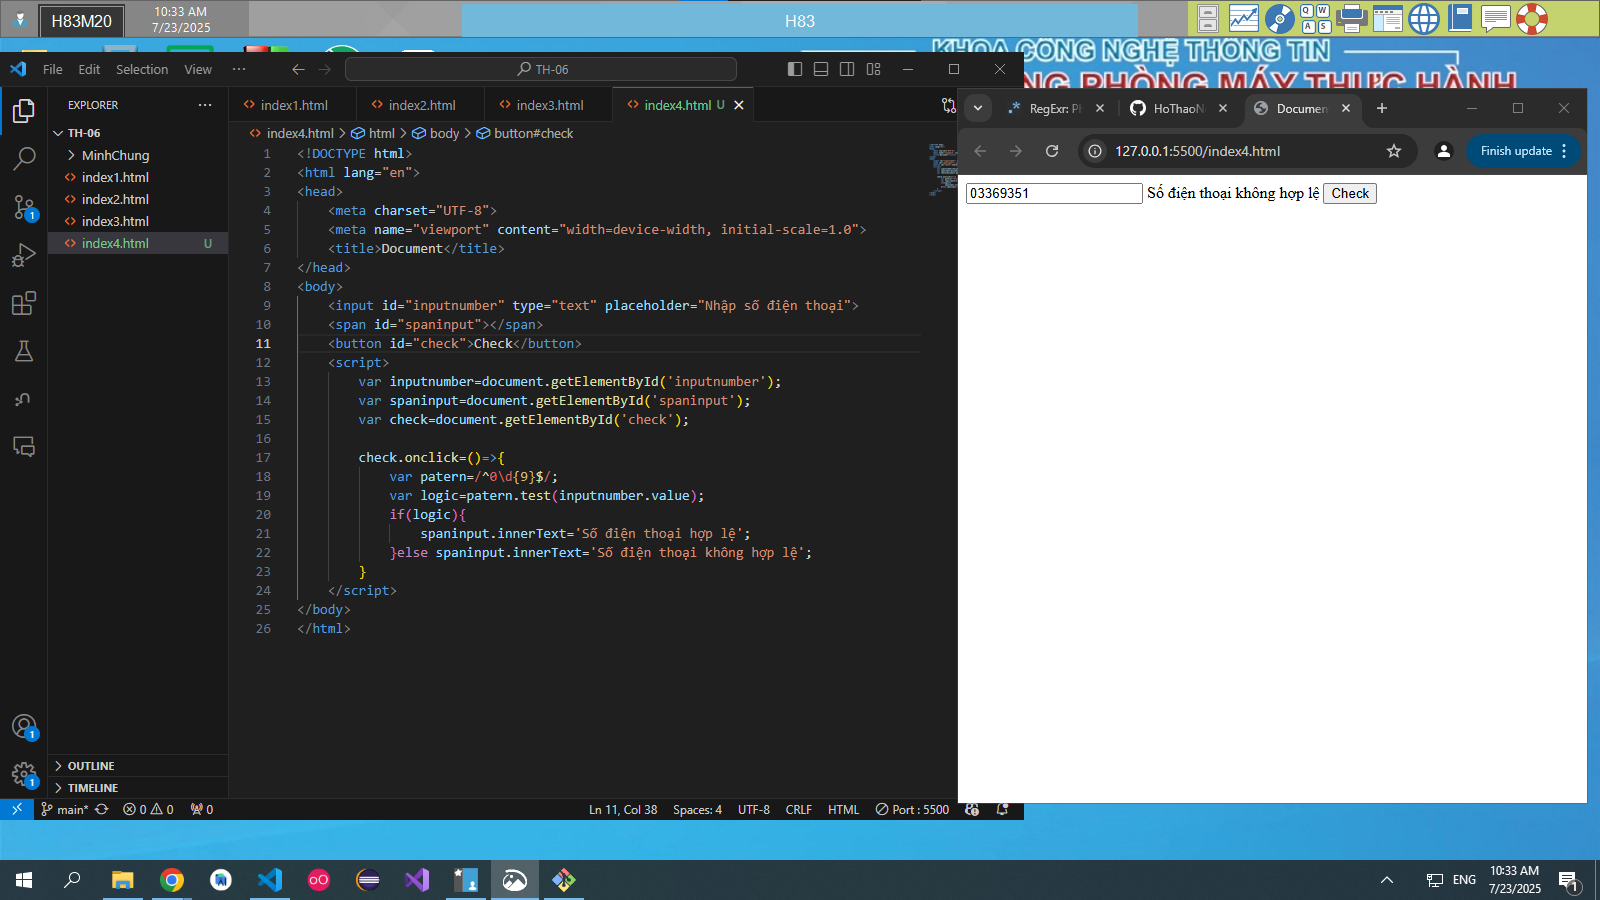 H83M20
10:33 AM
7/23/2025
H83
KHOA CÔNG NGHỆ THÔNG TIN
NG PHÒNG MÁY THỰC HÀNH
File Edit Selection View ···
TH-06
EXPLORER
TH-06
MinhChung
index1.html
index2.html
index3.html
index4.html U
OUTLINE
TIMELINE
index1.html index2.html index3.html index4.html U
index4.html > html > body > button#check
1 <!DOCTYPE html>
2 <html lang="en">
3 <head>
4 <meta charset="UTF-8">
5 <meta name="viewport" content="width=device-width, initial-scale=1.0">
6 <title>Document</title>
7 </head>
8 <body>
9 <input id="inputnumber" type="text" placeholder="Nhập số điện thoại">
10 <span id="spaninput"></span>
11 <button id="check">Check</button>
12 <script>
13 var inputnumber=document.getElementById('inputnumber');
14 var spaninput=document.getElementById('spaninput');
15 var check=document.getElementById('check');
16
17 check.onclick=()=>{
18 var patern=/^0\d{9}$/;
19 var logic=patern.test(inputnumber.value);
20 if(logic){
21 spaninput.innerText='Số điện thoại hợp lệ';
22 }else spaninput.innerText='Số điện thoại không hợp lệ';
23 }
24 </script>
25 </body>
26 </html>
main* 0 0 0 Ln 11, Col 38 Spaces: 4 UTF-8 CRLF HTML Port : 5500
RegExr: HoThaoN Documen
127.0.0.1:5500/index4.html Finish update
03369351 Số điện thoại không hợp lệ Check
ENG 10:33 AM
7/23/2025
1